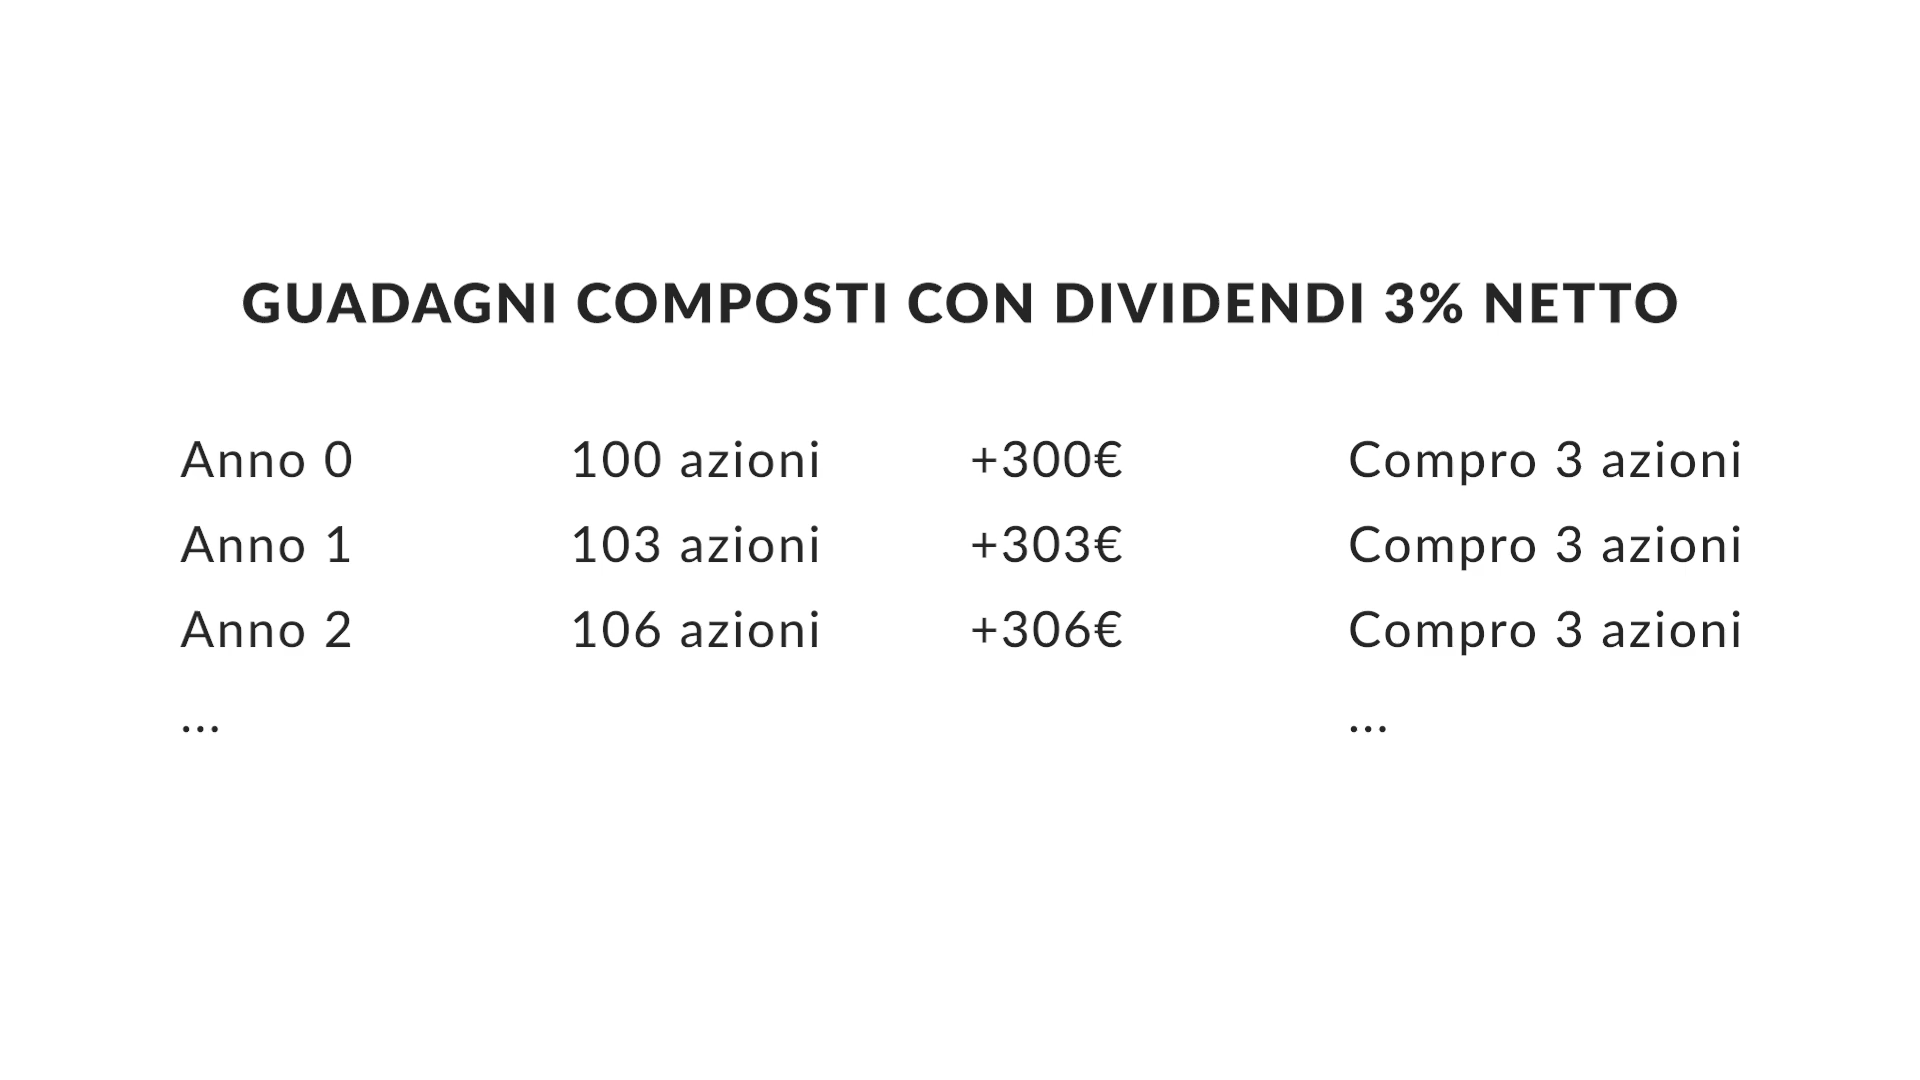 GUADAGNI COMPOSTI CON DIVIDENDI 3% NETTO
Anno 0 100 azioni +300€ Compro 3 azioni
Anno 1 103 azioni +303€ Compro 3 azioni
Anno 2 106 azioni +306€ Compro 3 azioni
... ...